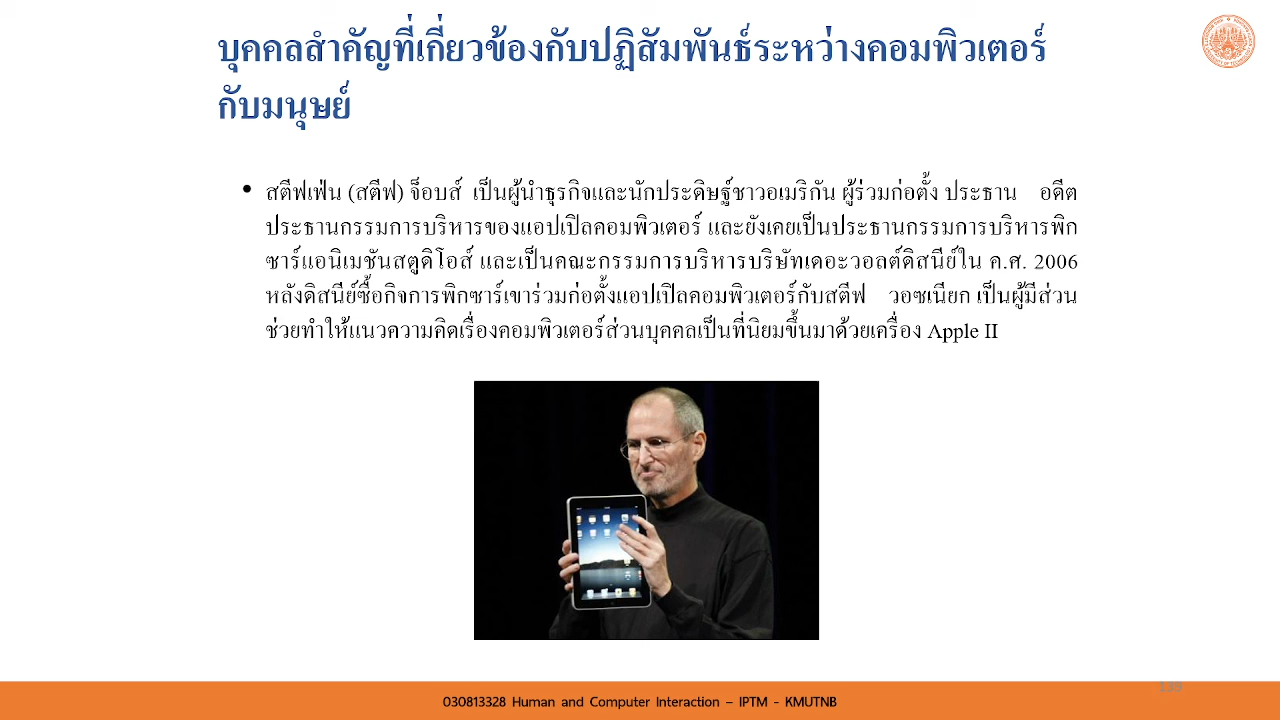 บุคคลสำคัญที่เกี่ยวข้องกับปฏิสัมพันธ์ระหว่างคอมพิวเตอร์
กับมนุษย์
• สตีฟเฟ่น (สตีฟ) จ็อบส์ เป็นผู้นำธุรกิจและนักประดิษฐ์ชาวอเมริกัน ผู้ร่วมก่อตั้ง ประธาน อดีต
ประธานกรรมการบริหารของแอปเปิลคอมพิวเตอร์ และยังเคยเป็นประธานกรรมการบริหารพิก
ซาร์แอนิเมชันสตูดิโอส์ และเป็นคณะกรรมการบริหารบริษัทเดอะวอลต์ดิสนีย์ใน ค.ศ. 2006
หลังดิสนีย์ซื้อกิจการพิกซาร์เขาร่วมก่อตั้งแอปเปิลคอมพิวเตอร์กับสตีฟ วอซเนียก เป็นผู้มีส่วน
ช่วยทำให้แนวความคิดเรื่องคอมพิวเตอร์ส่วนบุคคลเป็นที่นิยมขึ้นมาด้วยเครื่อง Apple II
139
030813328 Human and Computer Interaction – IPTM - KMUTNB